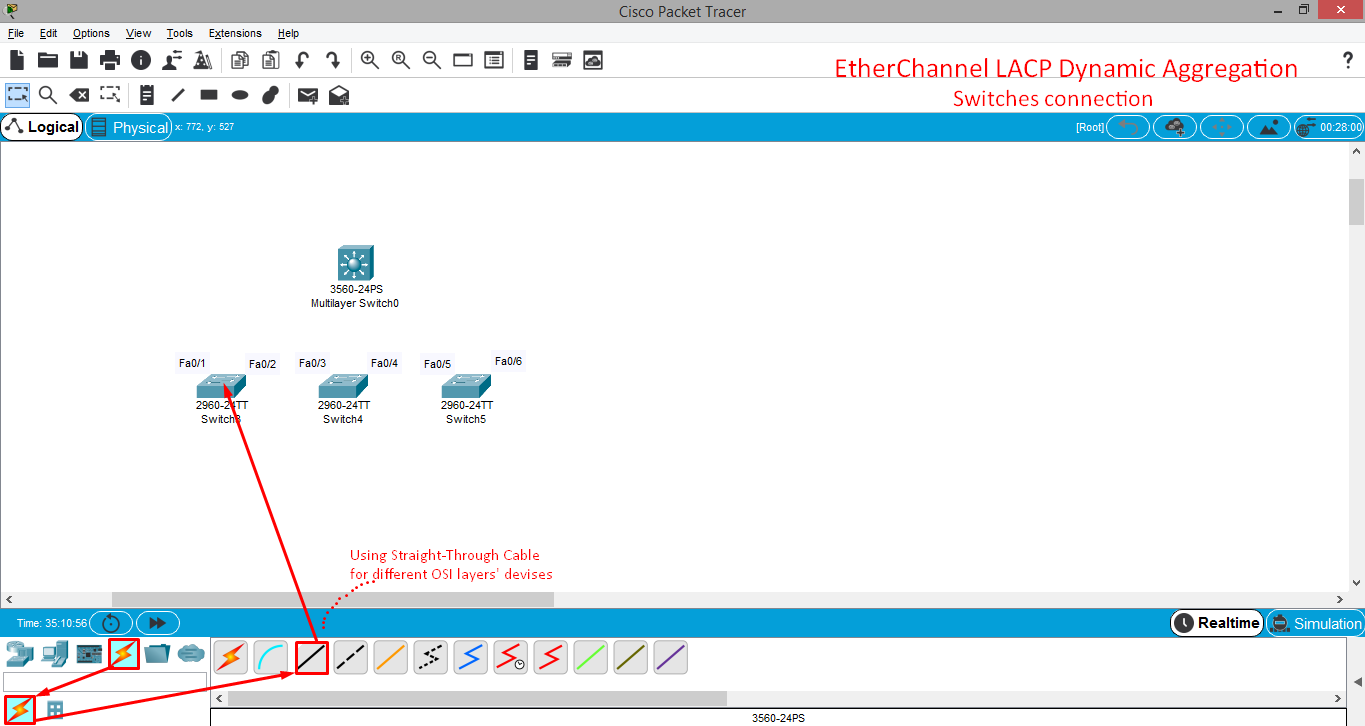 Cisco Packet Tracer
File Edit Options View Tools Extensions Help
EtherChannel LACP Dynamic Aggregation
Switches connection
Logical Physical x: 772, y: 527 [Root] 00:28:00
3560-24PS
Multilayer Switch0
Fa0/1 Fa0/2 Fa0/3 Fa0/4 Fa0/5 Fa0/6
2960-24TT 2960-24TT 2960-24TT
Switch3 Switch4 Switch5
Using Straight-Through Cable
for different OSI layers' devises
Time: 35:10:56 Realtime Simulation
3560-24PS